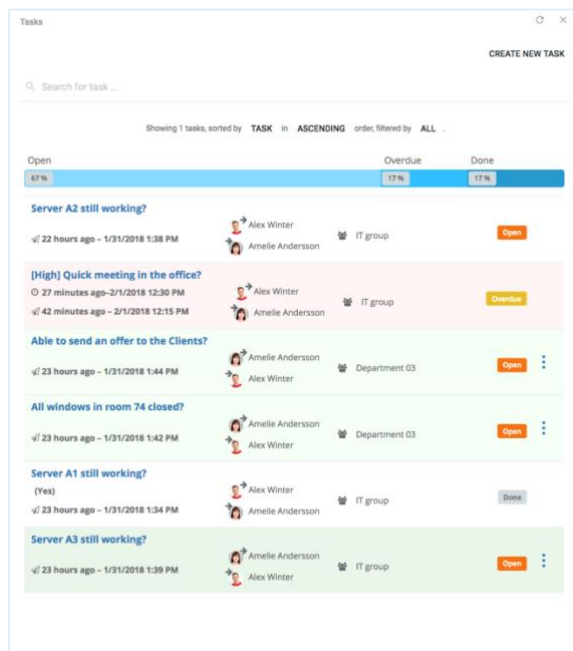 Tasks
CREATE NEW TASK
Search for task ...
Showing 1 tasks, sorted by TASK in ASCENDING order, filtered by ALL .
Open Overdue Done
67 % 17 % 17 %
Server A2 still working?
22 hours ago – 1/31/2018 1:38 PM
Alex Winter
Amelie Andersson
IT group
Open
[High] Quick meeting in the office?
27 minutes ago–2/1/2018 12:30 PM
42 minutes ago – 2/1/2018 12:15 PM
Alex Winter
Amelie Andersson
IT group
Overdue
Able to send an offer to the Clients?
23 hours ago – 1/31/2018 1:44 PM
Amelie Andersson
Alex Winter
Department 03
Open
All windows in room 74 closed?
23 hours ago – 1/31/2018 1:42 PM
Amelie Andersson
Alex Winter
Department 03
Open
Server A1 still working?
(Yes)
23 hours ago – 1/31/2018 1:34 PM
Alex Winter
Amelie Andersson
IT group
Done
Server A3 still working?
23 hours ago – 1/31/2018 1:39 PM
Amelie Andersson
Alex Winter
IT group
Open